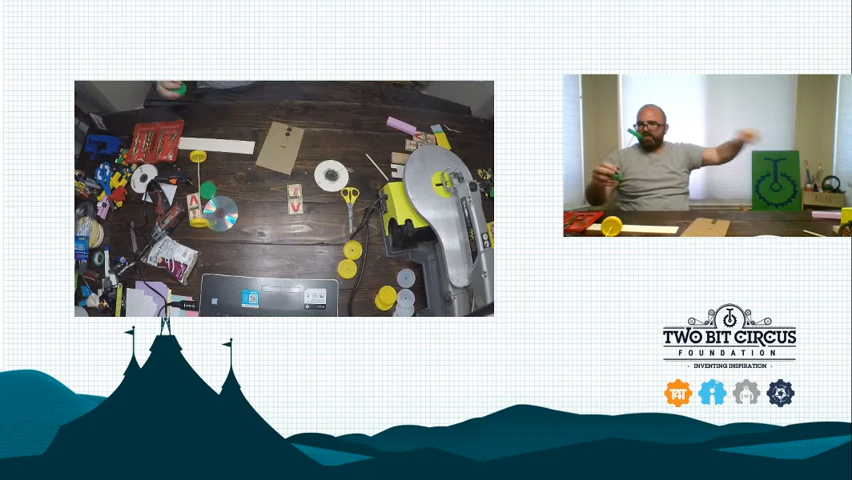 TWO BIT CIRCUS
FOUNDATION
· INVENTING INSPIRATION ·